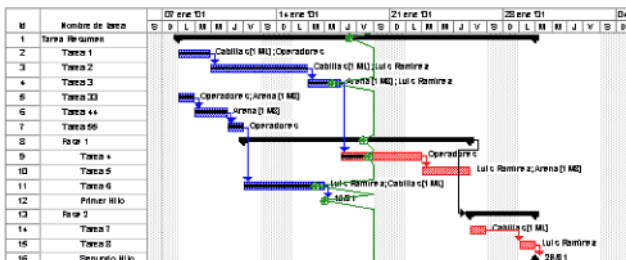 07 ene '01 14 ene '01 21 ene '01 28 ene '01 04
Id Nombre de tarea S D L M M J V S D L M M J V S D L M M J V S D L M M J V S D
1 Tarea Resumen
2 Tarea 1 Cabillas[1 ML];Operadores
3 Tarea 2 Cabillas[1 ML];Luis Ramirez
4 Tarea 3 Arena[1 M3];Luis Ramirez
5 Tarea 33 Operadores;Arena[1 M3]
6 Tarea 44 Arena[1 M3]
7 Tarea 55 Operadores
8 Fase 1
9 Tarea 4 Operadores
10 Tarea 5 Luis Ramirez;Arena[1 M3]
11 Tarea 6 Luis Ramirez;Cabillas[1 ML]
12 Primer Hito 18/01
13 Fase 2
14 Tarea 7 Cabillas[1 ML]
15 Tarea 8 Luis Ramirez
16 Segundo Hito 28/01